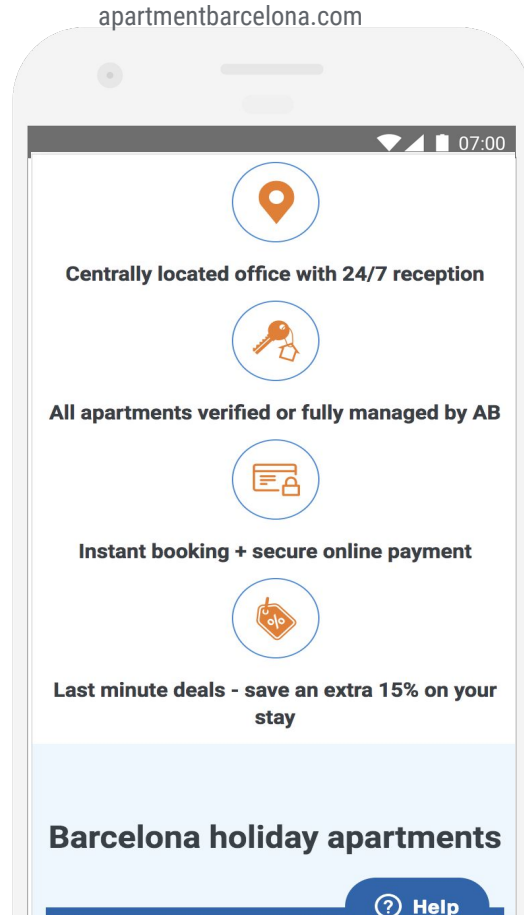 apartmentbarcelona.com
07:00
Centrally located office with 24/7 reception
All apartments verified or fully managed by AB
Instant booking + secure online payment
%
Last minute deals - save an extra 15% on your
stay
Barcelona holiday apartments
? Help